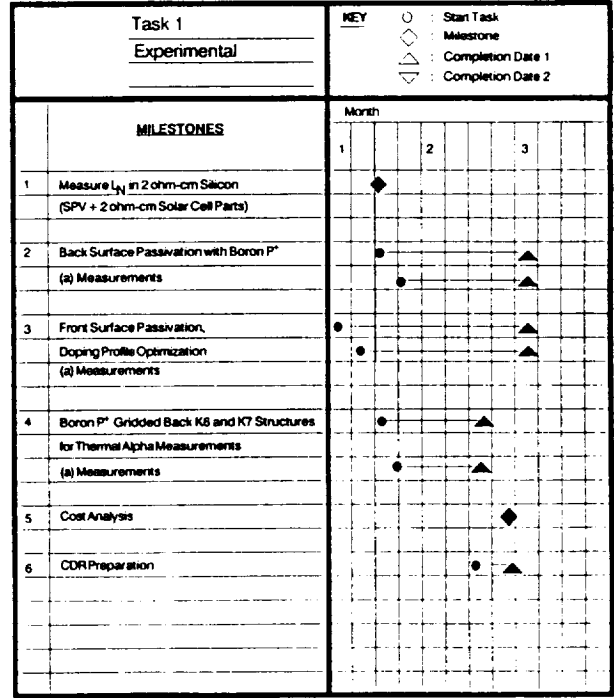 Task 1
Experimental
KEY
: Start Task
: Milestone
: Completion Date 1
: Completion Date 2
MILESTONES
Month
1 2 3
1 Measure LN in 2 ohm-cm Silicon
(SPV + 2 ohm-cm Solar Cell Parts)
2 Back Surface Passivation with Boron P+
(a) Measurements
3 Front Surface Passivation,
Doping Profile Optimization
(a) Measurements
4 Boron P+ Gridded Back K6 and K7 Structures
for Thermal Alpha Measurements
(a) Measurements
5 Cost Analysis
6 CDR Preparation